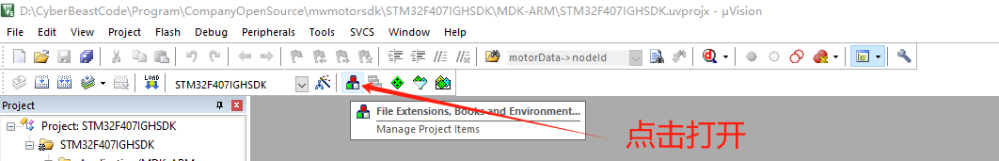 D:\CyberBeastCode\Program\CompanyOpenSource\mwmotorsdk\STM32F407IGHSDK\MDK-ARM\STM32F407IGHSDK.uvprojx - µVision
File Edit View Project Flash Debug Peripherals Tools SVCS Window Help
motorData->nodeId
LOAD STM32F407IGHSDK
Project
Project: STM32F407IGHSDK
STM32F407IGHSDK
File Extensions, Books and Environment...
Manage Project Items
点击打开